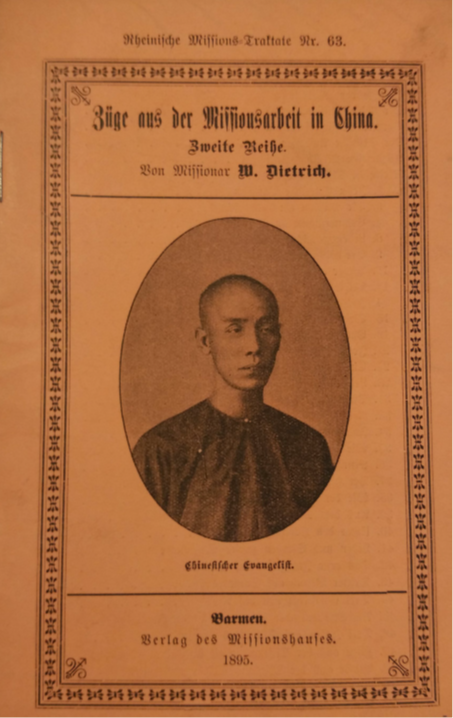 Rheinische Missions-Traktate Nr. 63.
Züge aus der Missionsarbeit in China.
Zweite Reihe.
Von Missionar W. Dietrich.
Chinesischer Evangelist.
Barmen.
Verlag des Missionshauses.
1895.